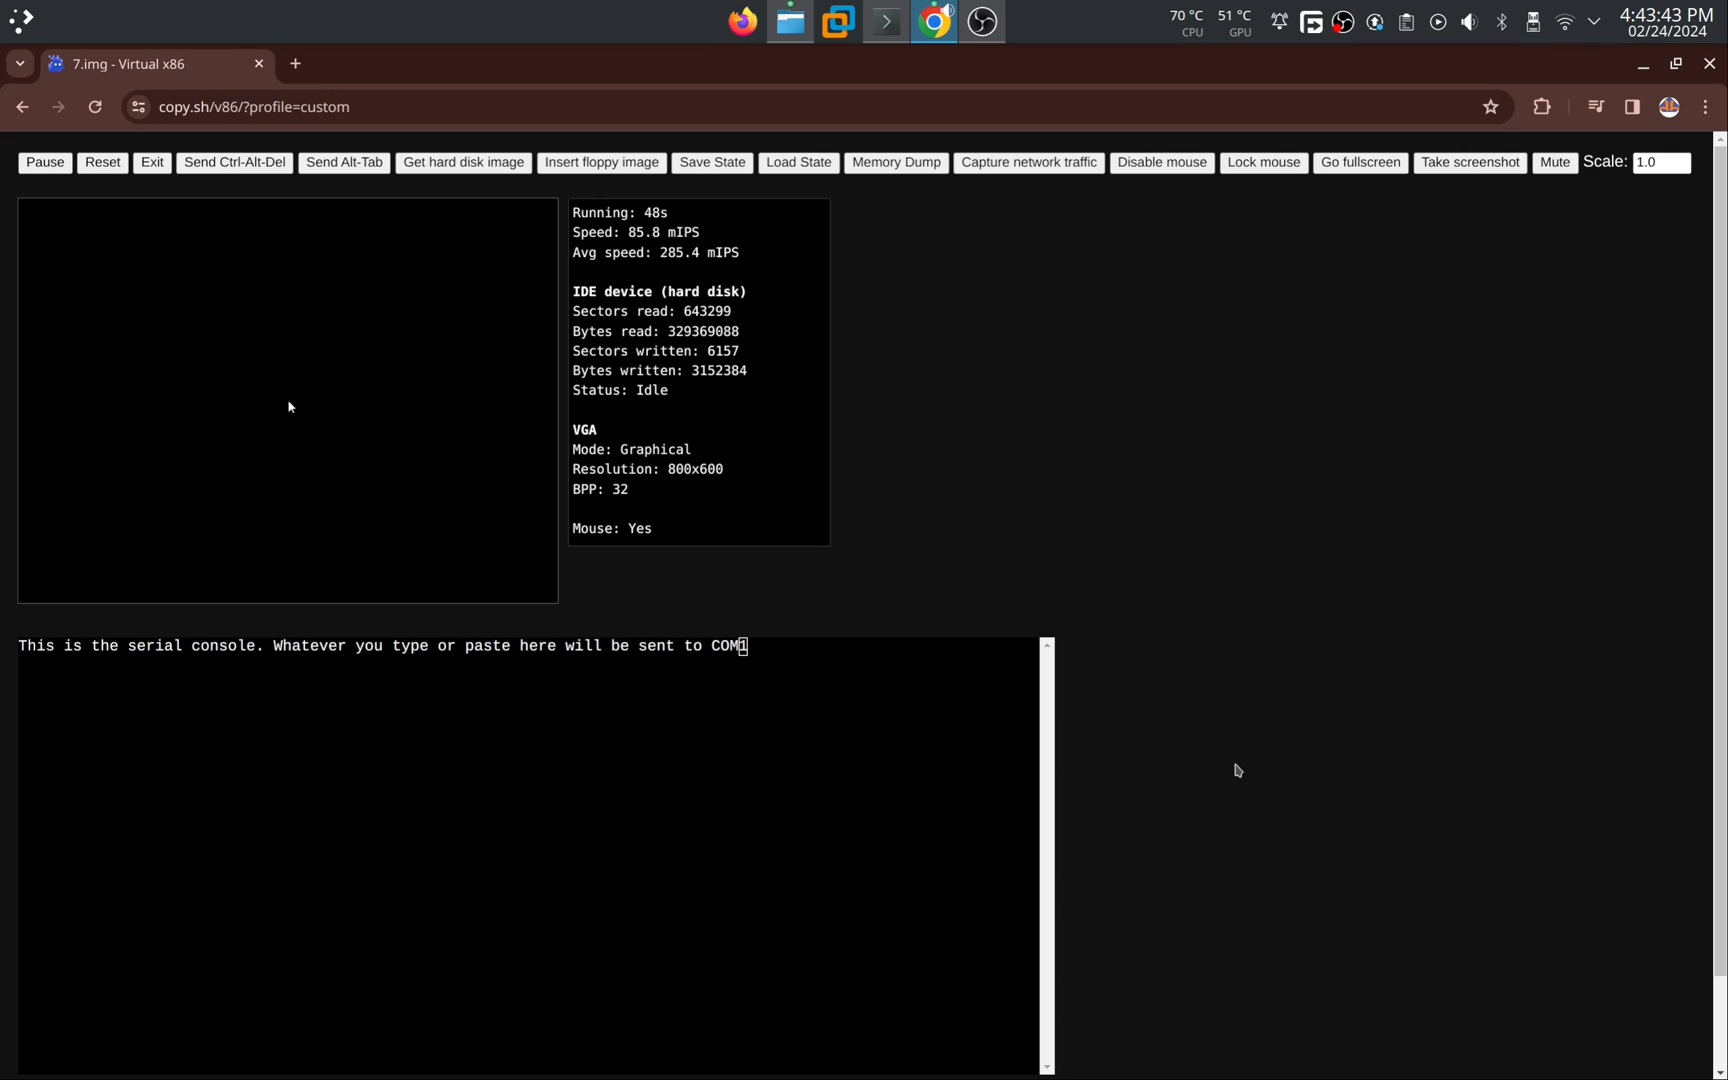 70 °C 51 °C
CPU GPU
4:43:43 PM
02/24/2024
7.img - Virtual x86
copy.sh/v86/?profile=custom
Pause Reset Exit Send Ctrl-Alt-Del Send Alt-Tab Get hard disk image Insert floppy image Save State Load State Memory Dump Capture network traffic Disable mouse Lock mouse Go fullscreen Take screenshot Mute Scale: 1.0
Running: 48s
Speed: 85.8 mIPS
Avg speed: 285.4 mIPS
IDE device (hard disk)
Sectors read: 643299
Bytes read: 329369088
Sectors written: 6157
Bytes written: 3152384
Status: Idle
VGA
Mode: Graphical
Resolution: 800x600
BPP: 32
Mouse: Yes
This is the serial console. Whatever you type or paste here will be sent to COM1